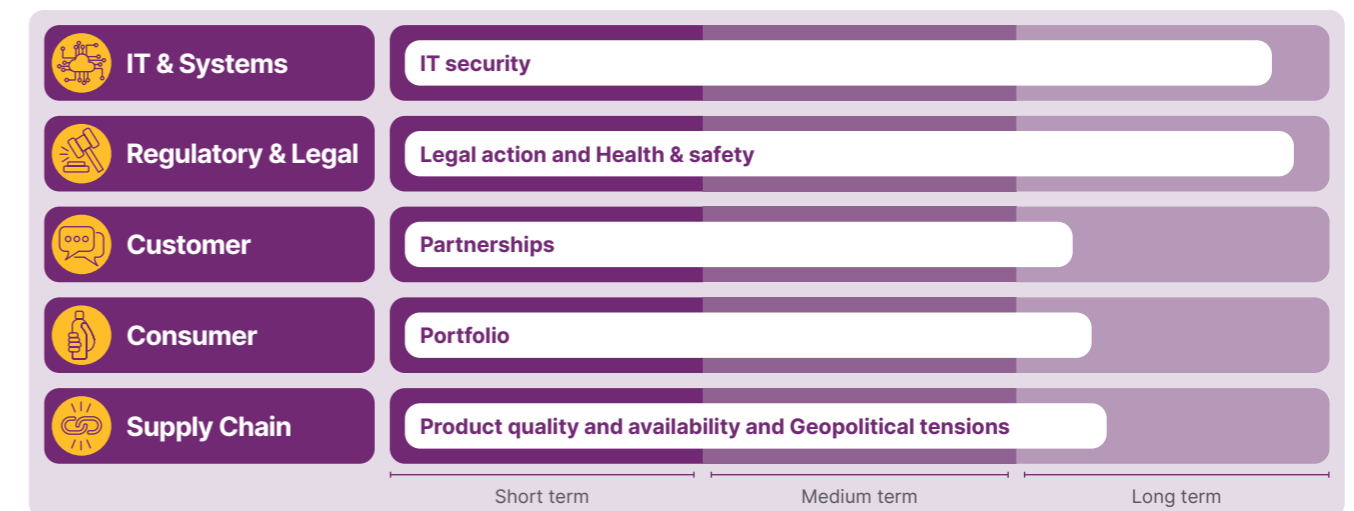 IT & Systems
IT security
Regulatory & Legal
Legal action and Health & safety
Customer
Partnerships
Consumer
Portfolio
Supply Chain
Product quality and availability and Geopolitical tensions
Short term
Medium term
Long term